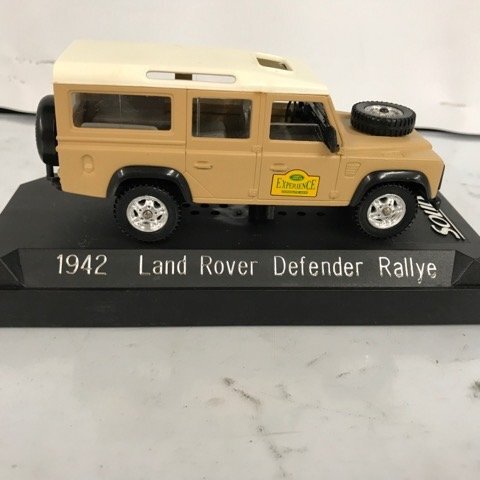 EXPERIENCE
SOLIDO
1942 Land Rover Defender Rallye